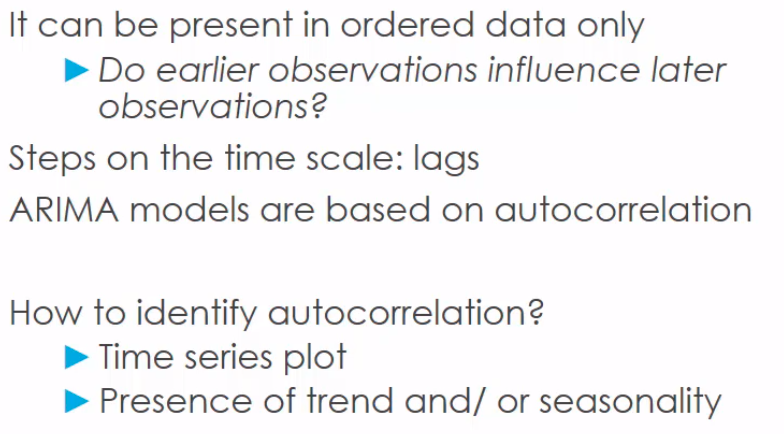 It can be present in ordered data only
▶ Do earlier observations influence later
observations?
Steps on the time scale: lags
ARIMA models are based on autocorrelation
How to identify autocorrelation?
▶ Time series plot
▶ Presence of trend and/ or seasonality